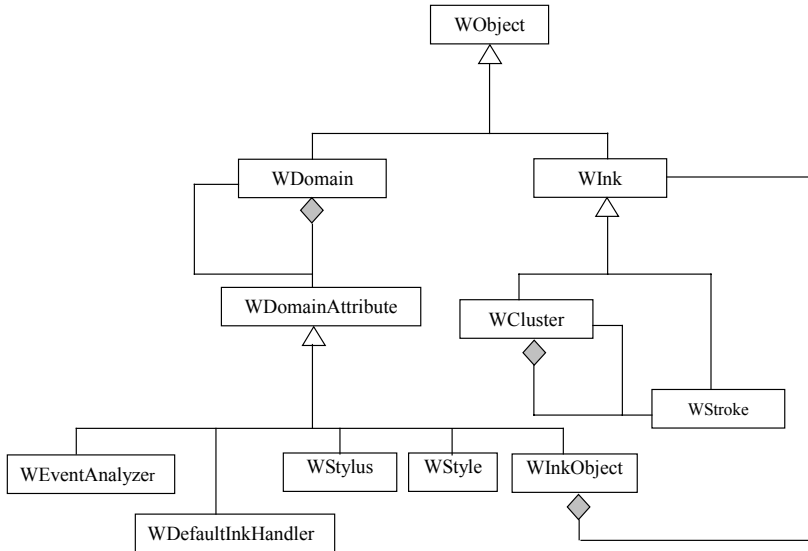 WObject
WDomain
WInk
WDomainAttribute
WCluster
WStroke
WEventAnalyzer
WStylus
WStyle
WInkObject
WDefaultInkHandler